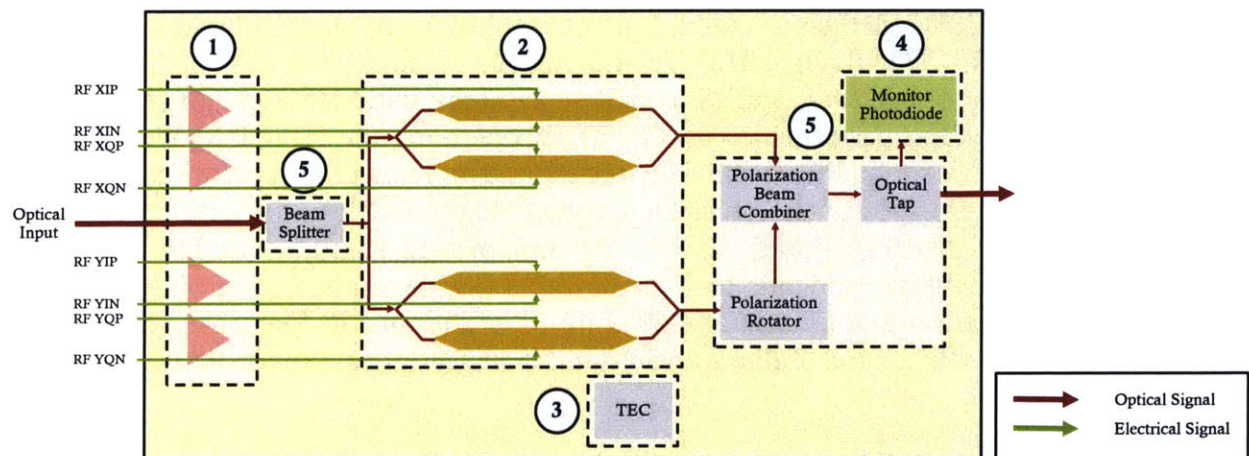 1
2
4
RF XIP
Monitor
Photodiode
RF XIN
RF XQP
5
5
Polarization
Beam
Combiner
Optical
Tap
RF XQN
Optical
Input
Beam
Splitter
RF YIP
RF YIN
RF YQP
Polarization
Rotator
RF YQN
3
TEC
Optical Signal
Electrical Signal